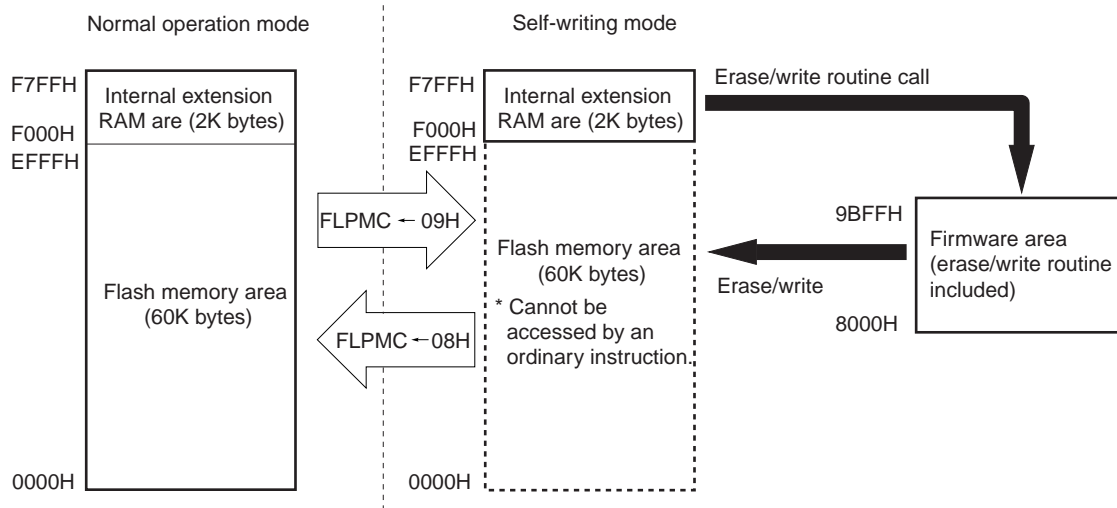 Normal operation mode
F7FFH
Internal extension
RAM are (2K bytes)
F000H
EFFFH
Flash memory area
(60K bytes)
0000H
FLPMC ← 09H
FLPMC ← 08H
Self-writing mode
F7FFH
Internal extension
RAM are (2K bytes)
F000H
EFFFH
Flash memory area
(60K bytes)
* Cannot be
accessed by an
ordinary instruction.
0000H
Erase/write routine call
Erase/write
9BFFH
Firmware area
(erase/write routine
included)
8000H